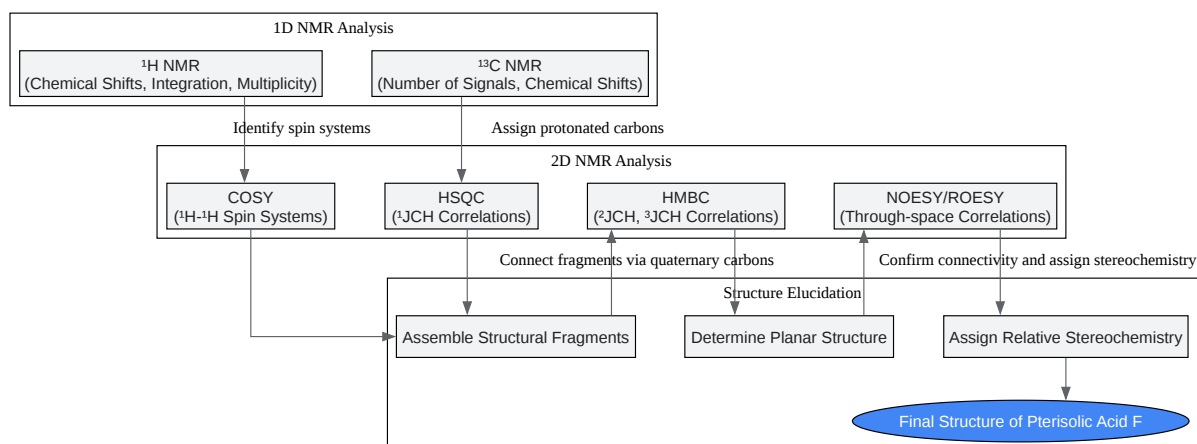 1D NMR Analysis
¹H NMR
(Chemical Shifts, Integration, Multiplicity)
¹³C NMR
(Number of Signals, Chemical Shifts)
Identify spin systems
Assign protonated carbons
2D NMR Analysis
COSY
(¹H-¹H Spin Systems)
HSQC
(¹JCH Correlations)
HMBC
(²JCH, ³JCH Correlations)
NOESY/ROESY
(Through-space Correlations)
Connect fragments via quaternary carbons
Confirm connectivity and assign stereochemistry
Structure Elucidation
Assemble Structural Fragments
Determine Planar Structure
Assign Relative Stereochemistry
Final Structure of Pterisolic Acid F